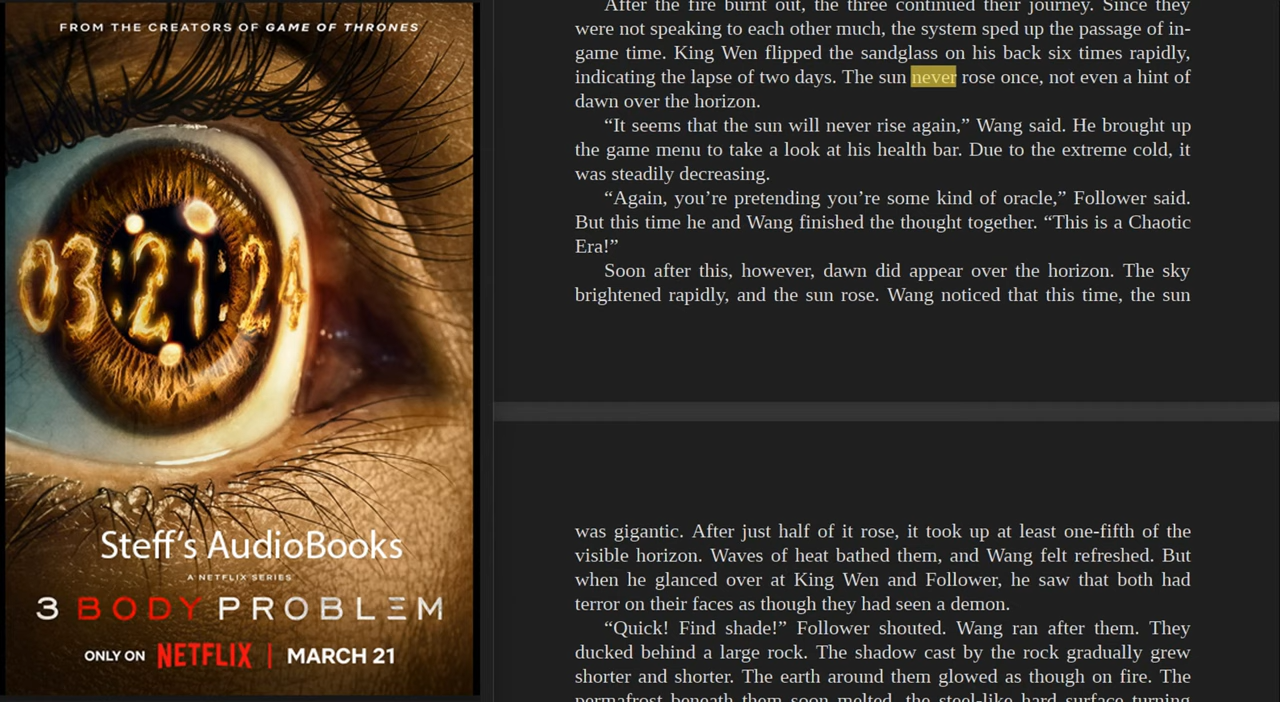 FROM THE CREATORS OF GAME OF THRONES
03:21:24
Steff's AudioBooks
A NETFLIX SERIES
3 BODY PROBLEM
ONLY ON NETFLIX | MARCH 21
After the fire burnt out, the three continued their journey. Since they
were not speaking to each other much, the system sped up the passage of in-
game time. King Wen flipped the sandglass on his back six times rapidly,
indicating the lapse of two days. The sun never rose once, not even a hint of
dawn over the horizon.
“It seems that the sun will never rise again,” Wang said. He brought up
the game menu to take a look at his health bar. Due to the extreme cold, it
was steadily decreasing.
“Again, you’re pretending you’re some kind of oracle,” Follower said.
But this time he and Wang finished the thought together. “This is a Chaotic
Era!”
Soon after this, however, dawn did appear over the horizon. The sky
brightened rapidly, and the sun rose. Wang noticed that this time, the sun
was gigantic. After just half of it rose, it took up at least one-fifth of the
visible horizon. Waves of heat bathed them, and Wang felt refreshed. But
when he glanced over at King Wen and Follower, he saw that both had
terror on their faces as though they had seen a demon.
“Quick! Find shade!” Follower shouted. Wang ran after them. They
ducked behind a large rock. The shadow cast by the rock gradually grew
shorter and shorter. The earth around them glowed as though on fire. The
permafrost beneath them soon melted, the steel-like hard surface turning